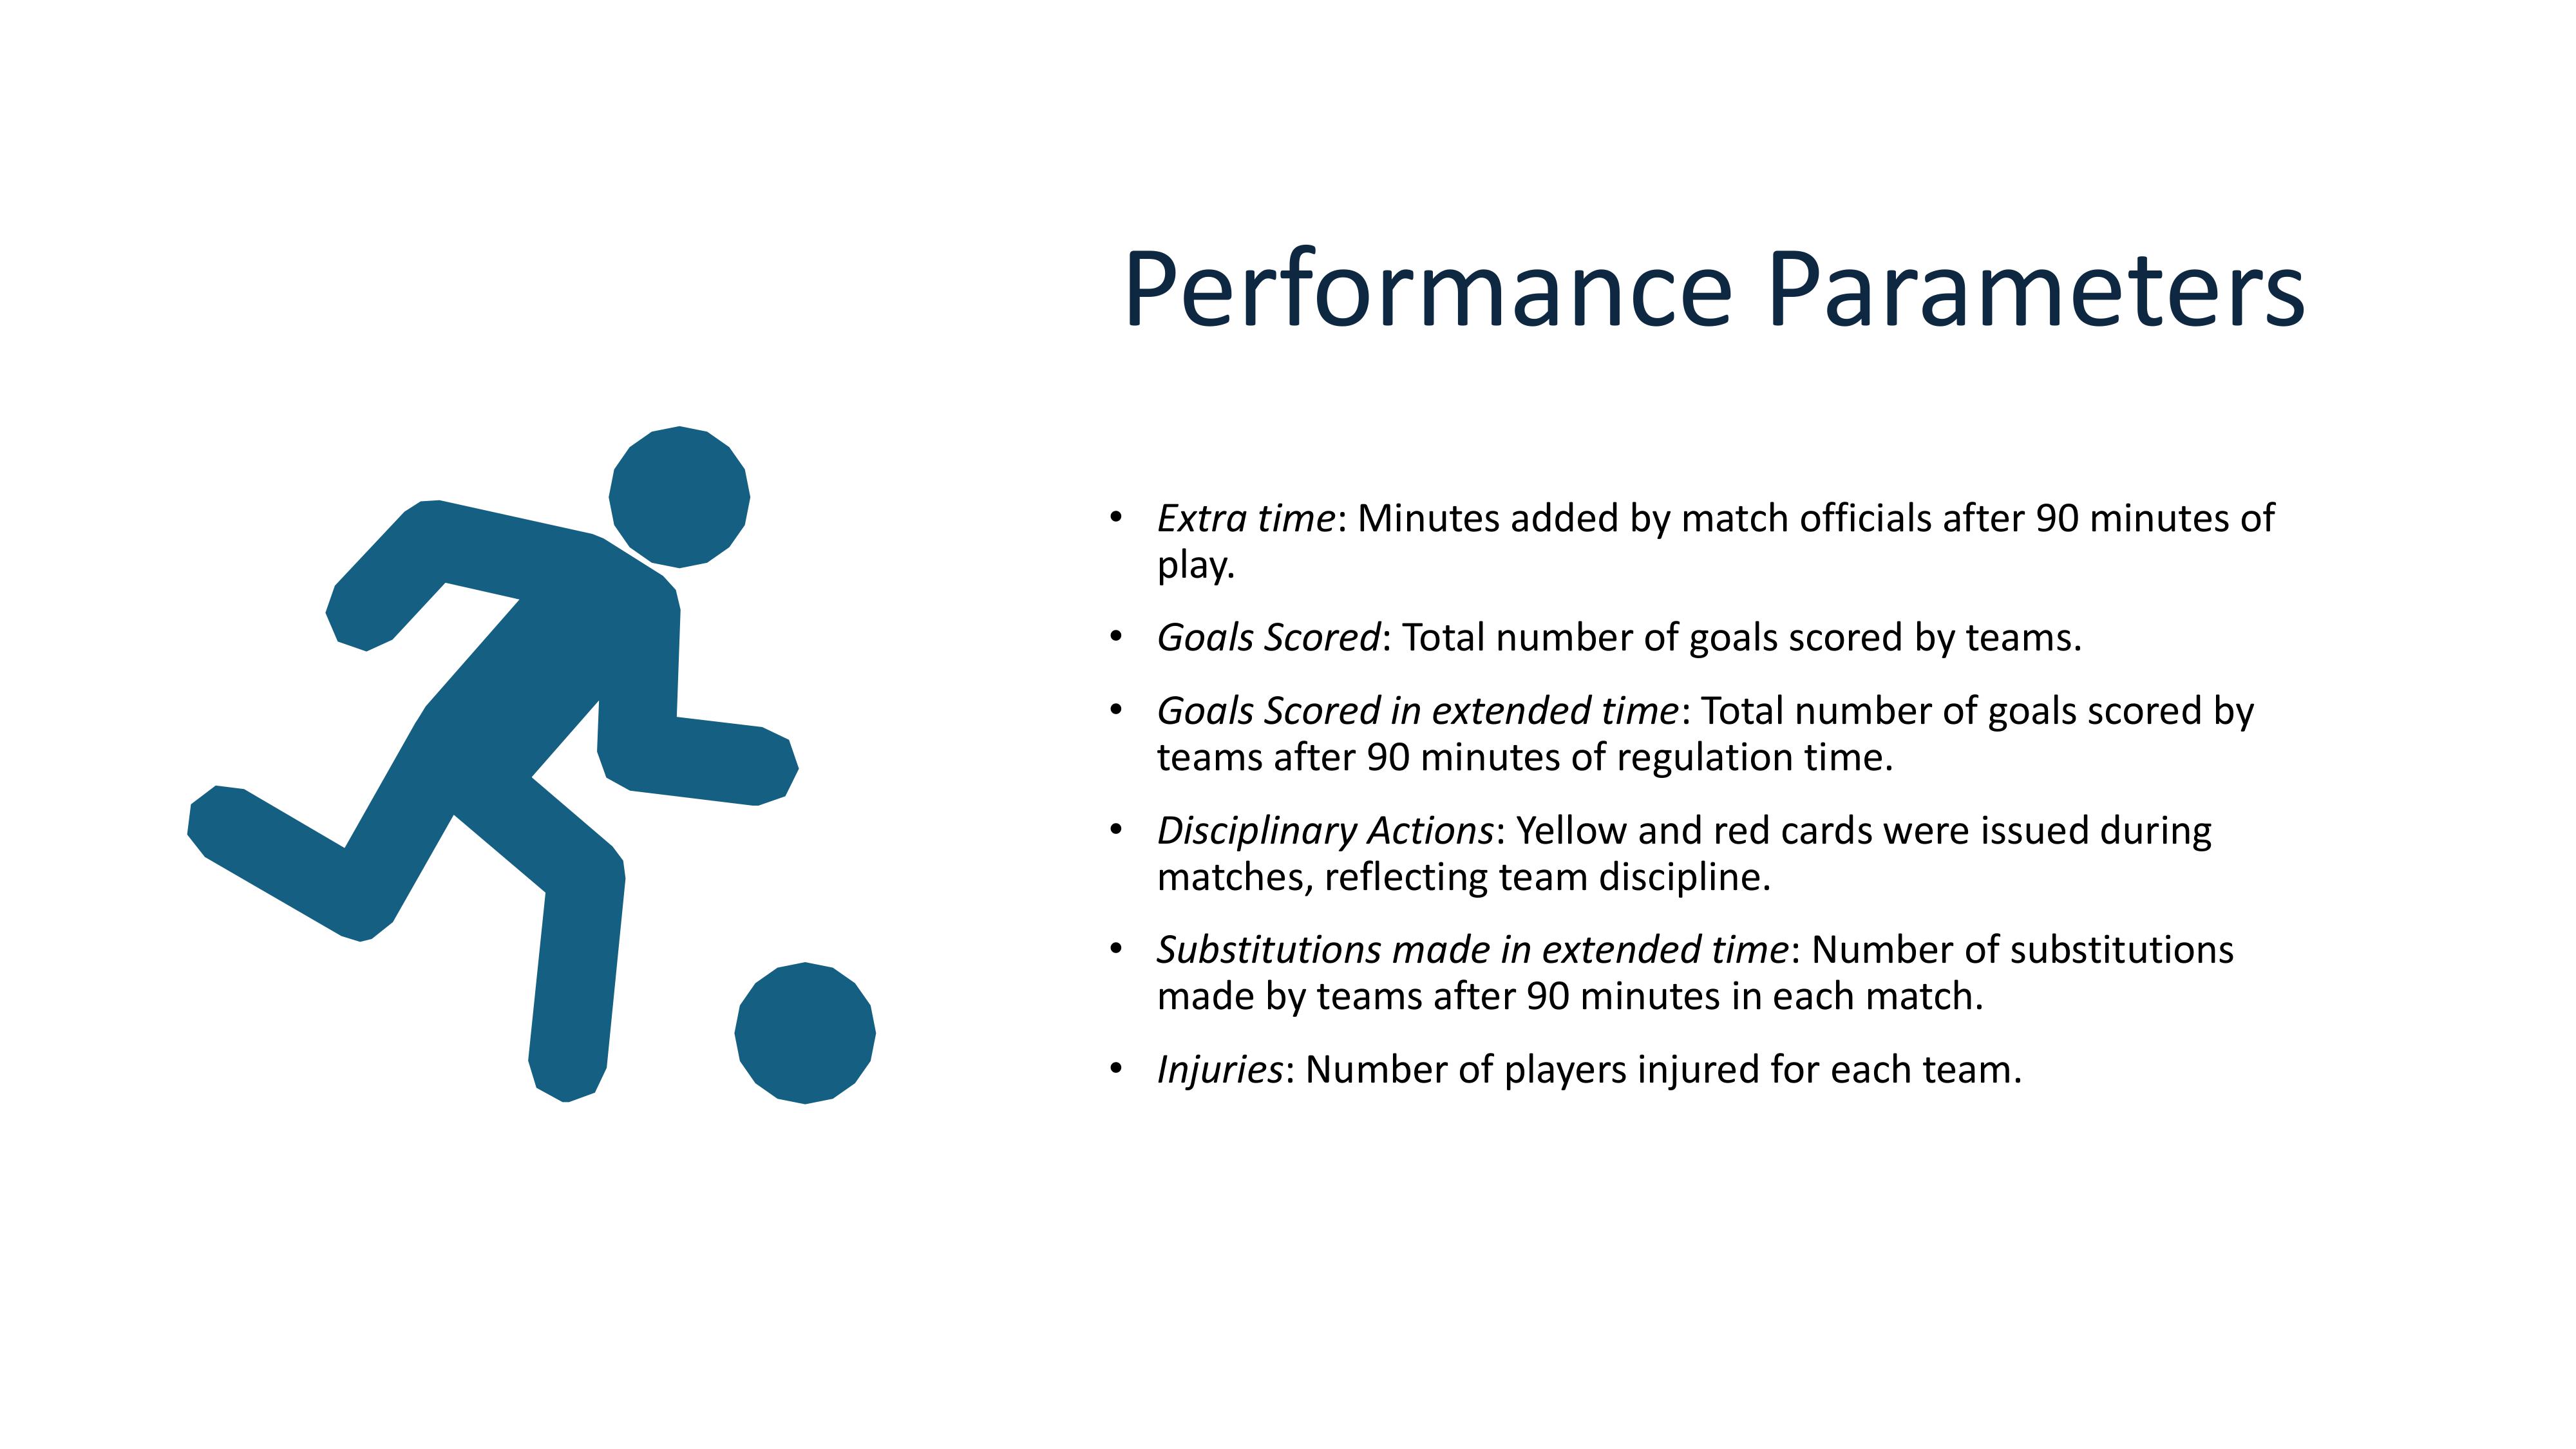 Performance Parameters
• Extra time: Minutes added by match officials after 90 minutes of
play.
• Goals Scored: Total number of goals scored by teams.
• Goals Scored in extended time: Total number of goals scored by
teams after 90 minutes of regulation time.
• Disciplinary Actions: Yellow and red cards were issued during
matches, reflecting team discipline.
• Substitutions made in extended time: Number of substitutions
made by teams after 90 minutes in each match.
• Injuries: Number of players injured for each team.